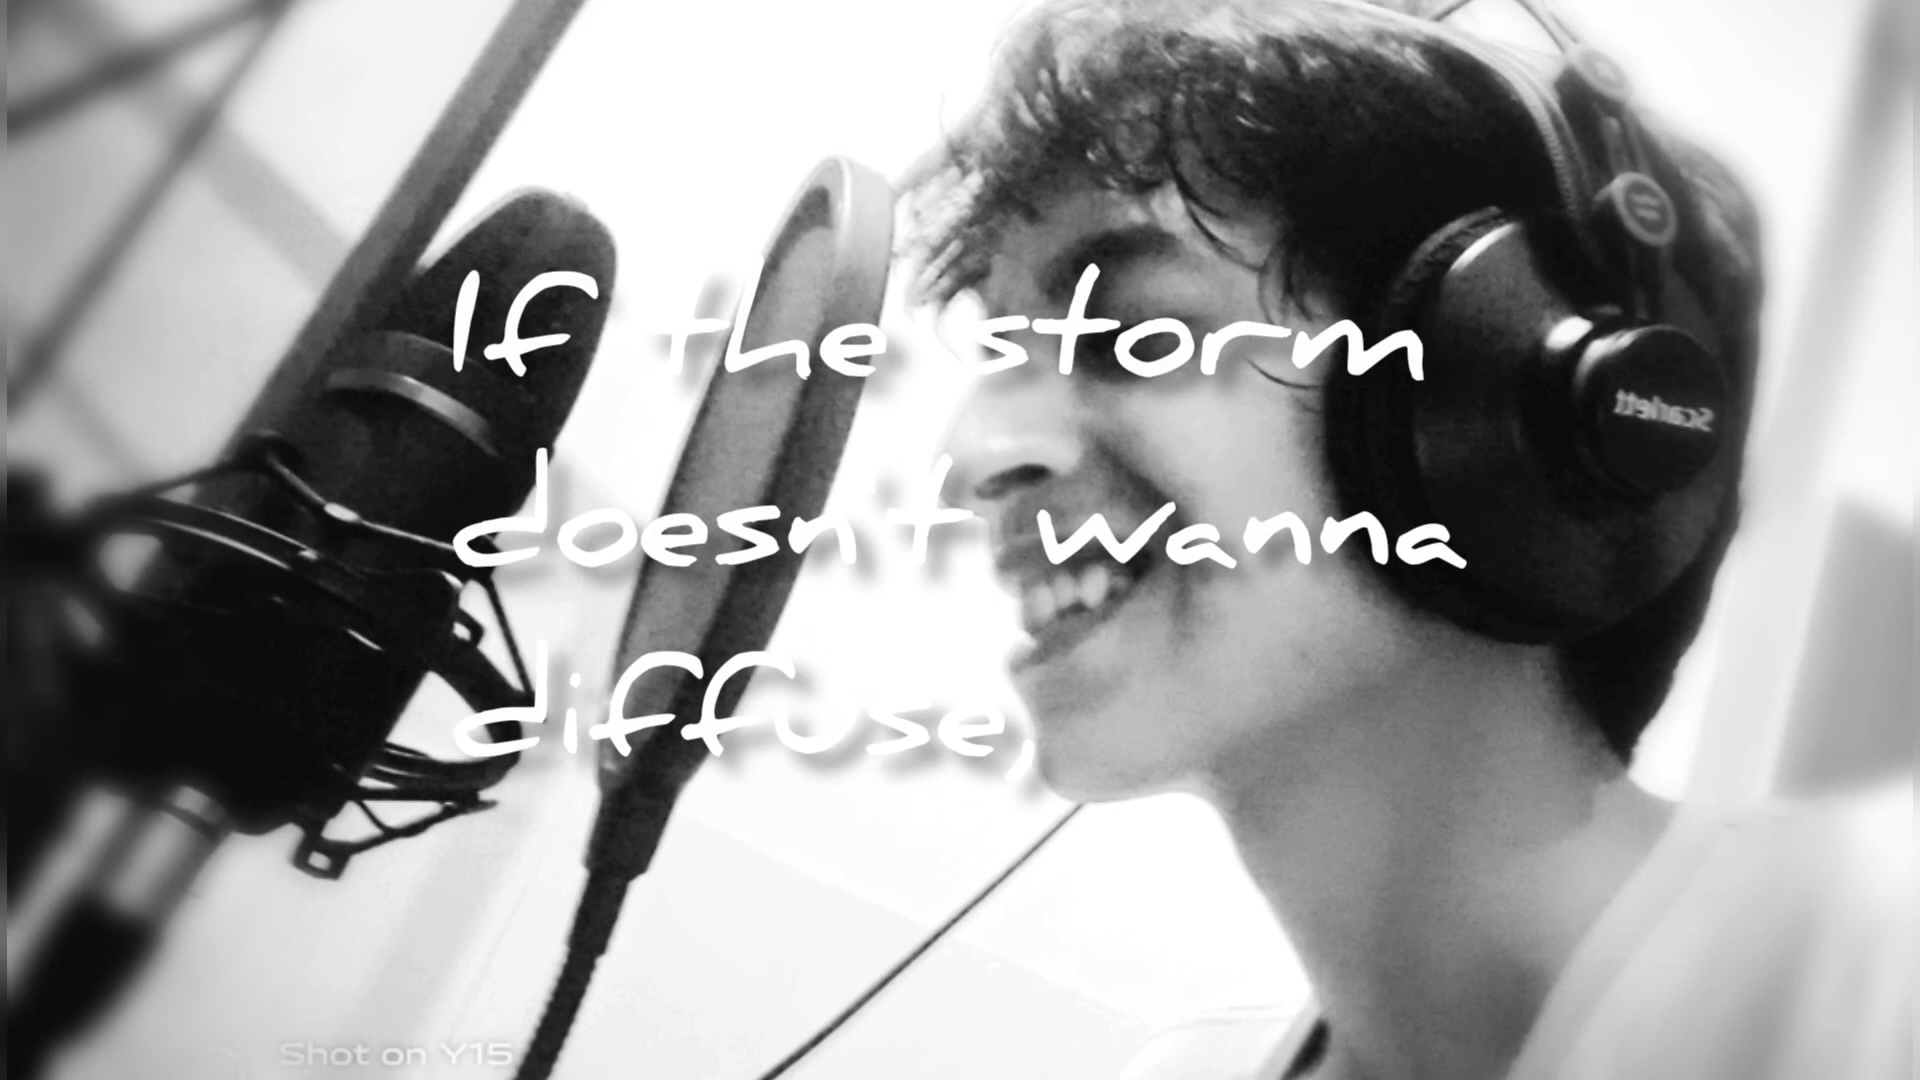 If the storm
doesn't wanna
diffuse,
Scarlett
Shot on Y15